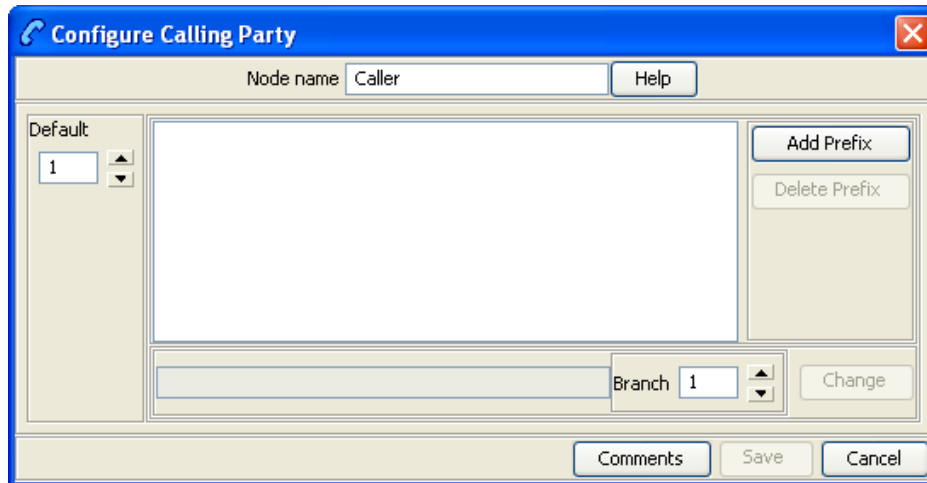 Configure Calling Party
Node name Caller Help
Default
1
Add Prefix
Delete Prefix
Branch 1 Change
Comments Save Cancel